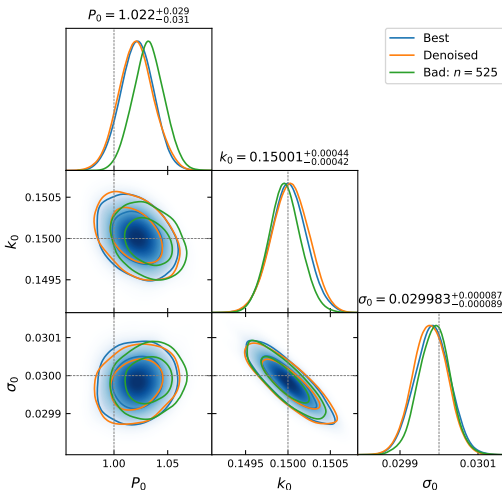 P₀ = 1.022⁺⁰·⁰²⁹₋₀.₀₃₁
Best
Denoised
Bad: n = 525
k₀ = 0.15001⁺⁰·⁰⁰⁰⁴⁴₋₀.₀₀₀₄₂
0.1505
0.1500
0.1495
k₀
σ₀ = 0.029983⁺⁰·⁰⁰⁰⁰⁸⁷₋₀.₀₀₀₀₈₉
0.0301
0.0300
0.0299
σ₀
1.00 1.05 0.1495 0.1500 0.1505 0.0299 0.0301
P₀ k₀ σ₀